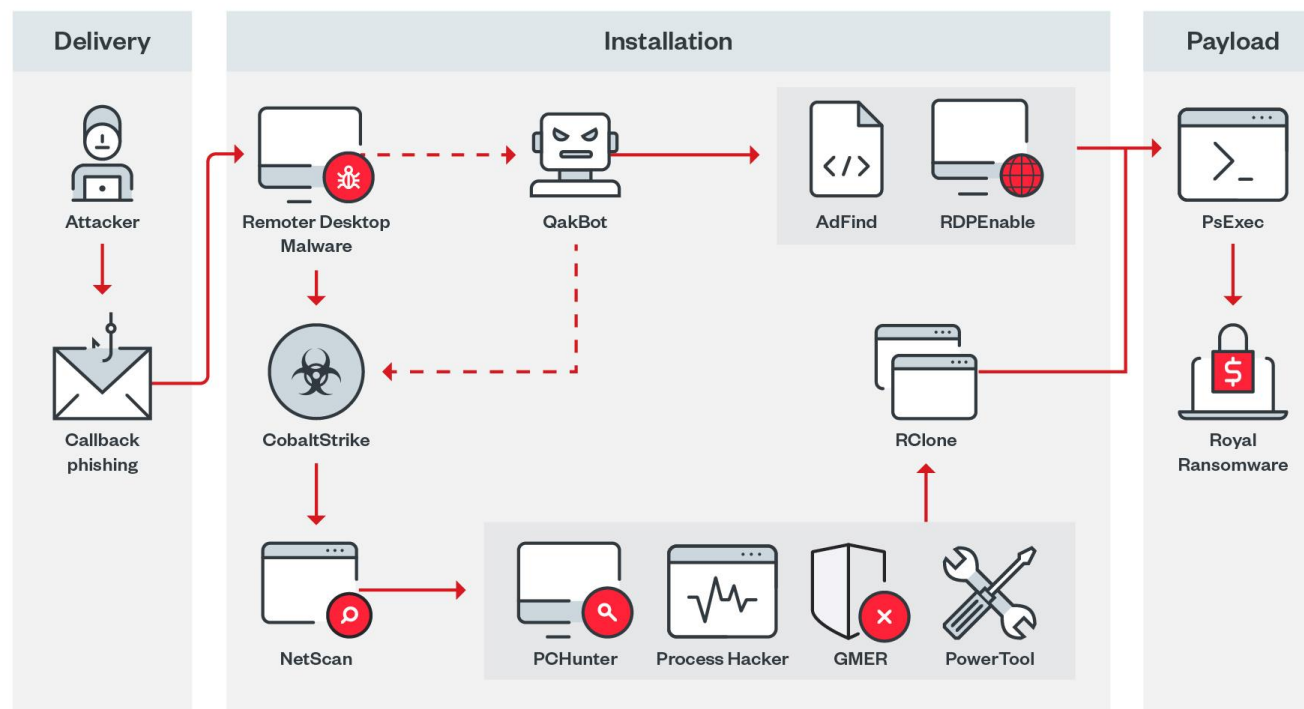 Delivery
Installation
Payload
Attacker
Remoter Desktop
Malware
QakBot
AdFind
RDPEnable
PsExec
Callback
phishing
CobaltStrike
RClone
Royal
Ransomware
NetScan
PCHunter
Process Hacker
GMER
PowerTool